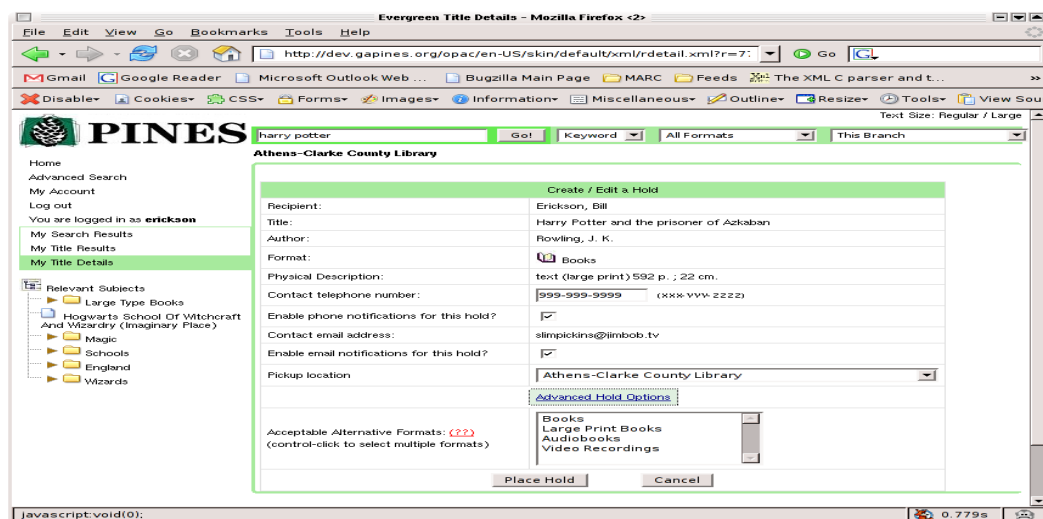 Evergreen Title Details - Mozilla Firefox <2>
File Edit View Go Bookmarks Tools Help
http://dev.gapines.org/opac/en-US/skin/default/xml/rdetail.xml?r=7 Go
Gmail Google Reader Microsoft Outlook Web ... Bugzilla Main Page MARC Feeds The XML C parser and t... »
Disable Cookies CSS Forms Images Information Miscellaneous Outline Resize Tools View Sou
Text Size: Regular / Large
PINES harry potter Go! Keyword All Formats This Branch
Athens-Clarke County Library
Home
Advanced Search
My Account
Log out
You are logged in as erickson
My Search Results
My Title Results
My Title Details
Relevant Subjects
Large Type Books
Hogwarts School Of Witchcraft
And Wizardry (Imaginary Place)
Magic
Schools
England
Wizards
Create / Edit a Hold
Recipient: Erickson, Bill
Title: Harry Potter and the prisoner of Azkaban
Author: Rowling, J. K.
Format: Books
Physical Description: text (large print) 592 p. ; 22 cm.
Contact telephone number: 999-999-9999 (XXX-YYY-2222)
Enable phone notifications for this hold?
Contact email address: slimpickins@jimbob.tv
Enable email notifications for this hold?
Pickup location Athens-Clarke County Library
Advanced Hold Options
Acceptable Alternative Formats: (??)
(control-click to select multiple formats)
Books
Large Print Books
Audiobooks
Video Recordings
Place Hold Cancel
javascript:void(0); 0.779s